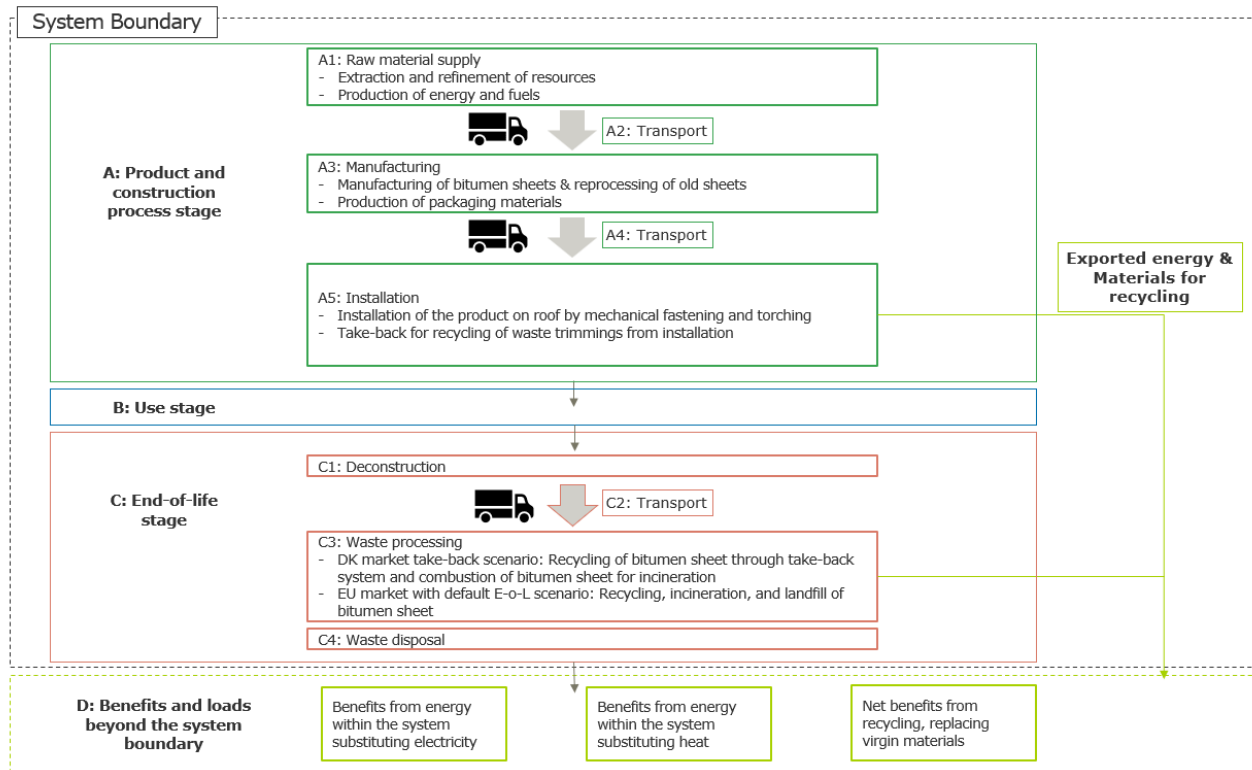 System Boundary
A: Product and
construction
process stage
A1: Raw material supply
- Extraction and refinement of resources
- Production of energy and fuels
A2: Transport
A3: Manufacturing
- Manufacturing of bitumen sheets & reprocessing of old sheets
- Production of packaging materials
A4: Transport
A5: Installation
- Installation of the product on roof by mechanical fastening and torching
- Take-back for recycling of waste trimmings from installation
Exported energy &
Materials for
recycling
B: Use stage
C: End-of-life
stage
C1: Deconstruction
C2: Transport
C3: Waste processing
- DK market take-back scenario: Recycling of bitumen sheet through take-back
system and combustion of bitumen sheet for incineration
- EU market with default E-o-L scenario: Recycling, incineration, and landfill of
bitumen sheet
C4: Waste disposal
D: Benefits and loads
beyond the system
boundary
Benefits from energy
within the system
substituting electricity
Benefits from energy
within the system
substituting heat
Net benefits from
recycling, replacing
virgin materials